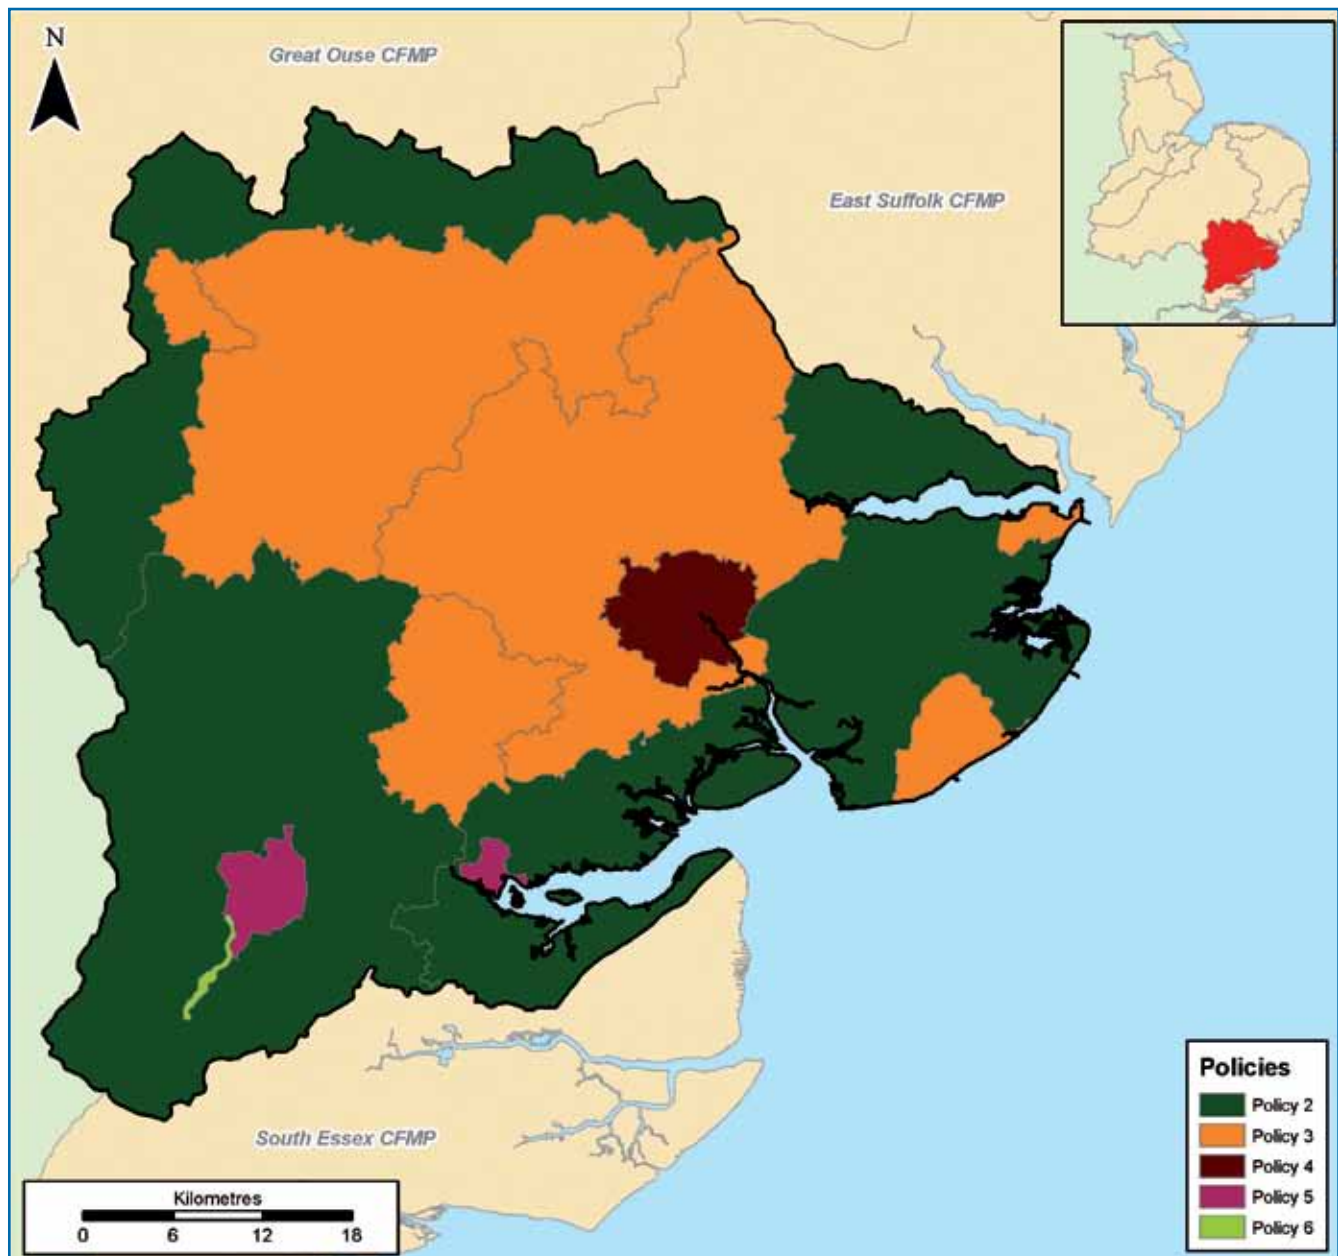 N
Great Ouse CFMP
East Suffolk CFMP
South Essex CFMP
Policies
Policy 2
Policy 3
Policy 4
Policy 5
Policy 6
Kilometres
0 6 12 18